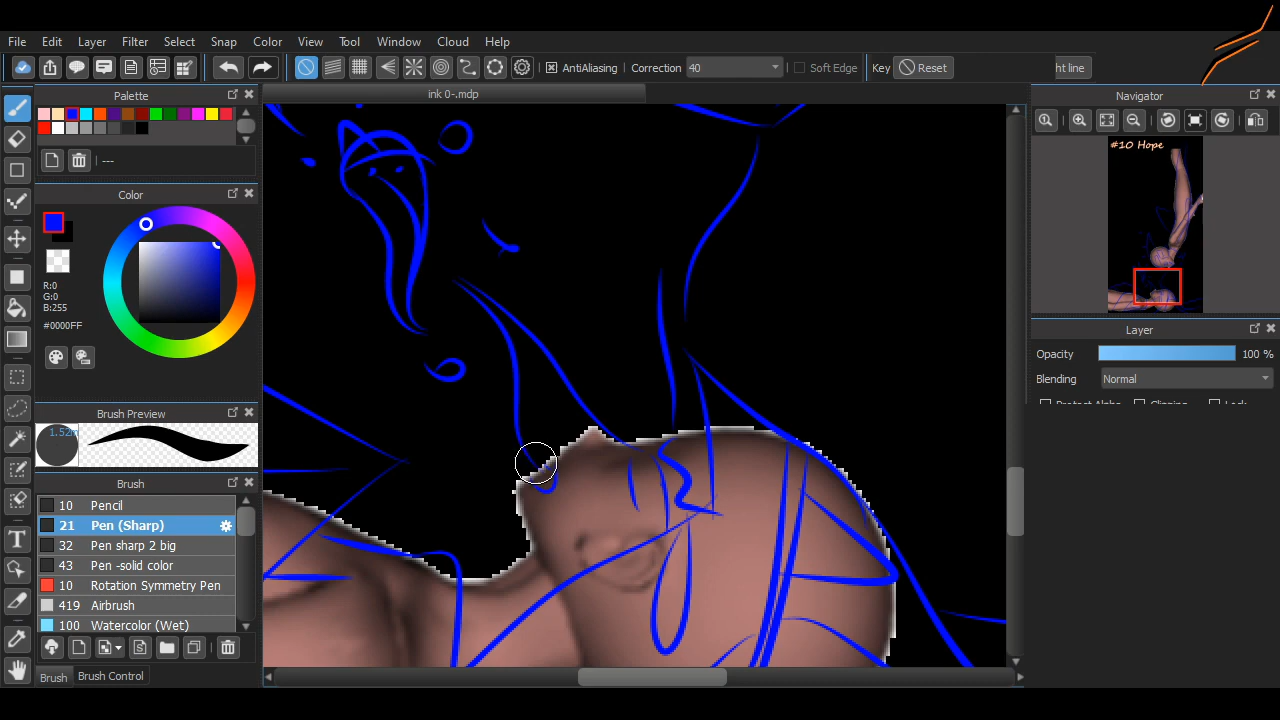 File Edit Layer Filter Select Snap Color View Tool Window Cloud Help
AntiAliasing Correction 40 Soft Edge Key Reset ht line
Palette
ink 0-.mdp
Navigator
#10 Hope
---
Color
R:0
G:0
B:255
#0000FF
Layer
Opacity 100 %
Blending Normal
Brush Preview
Brush
10 Pencil
21 Pen (Sharp)
32 Pen sharp 2 big
43 Pen -solid color
10 Rotation Symmetry Pen
419 Airbrush
100 Watercolor (Wet)
Brush Brush Control